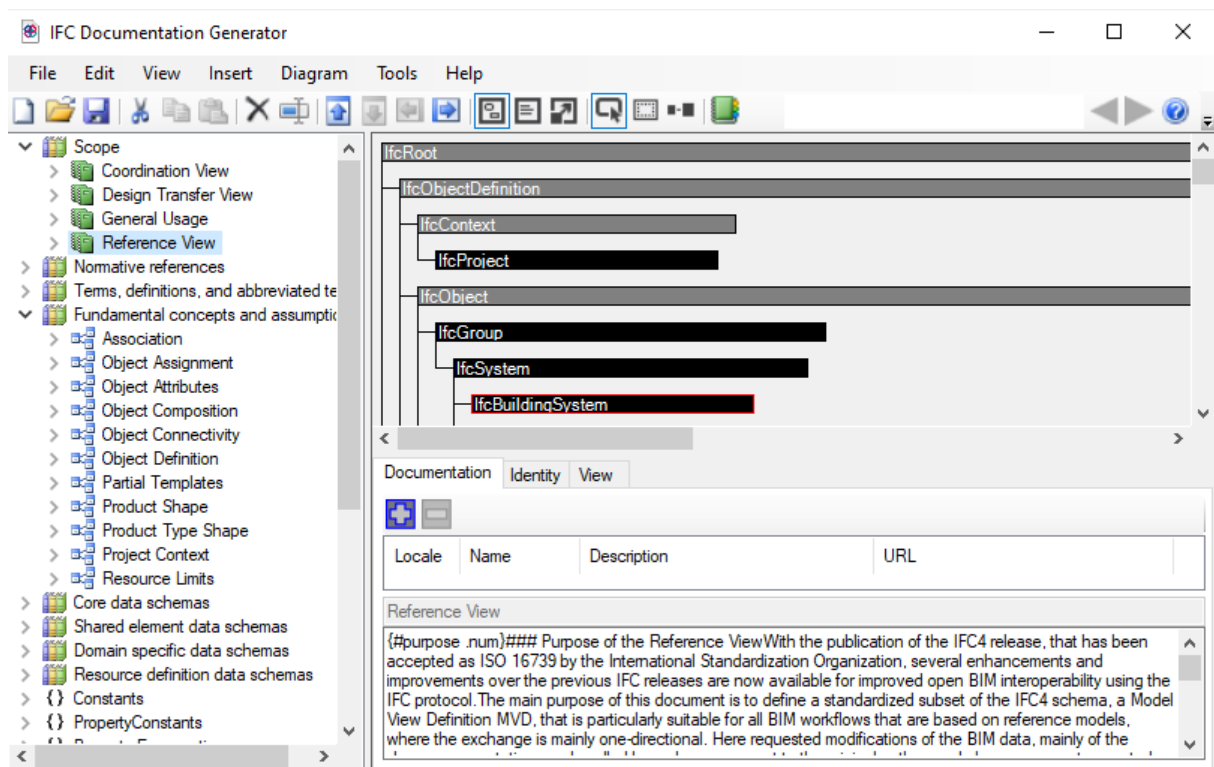 IFC Documentation Generator
File Edit View Insert Diagram Tools Help
Scope
Coordination View
Design Transfer View
General Usage
Reference View
Normative references
Terms, definitions, and abbreviated te
Fundamental concepts and assumptio
Association
Object Assignment
Object Attributes
Object Composition
Object Connectivity
Object Definition
Partial Templates
Product Shape
Product Type Shape
Project Context
Resource Limits
Core data schemas
Shared element data schemas
Domain specific data schemas
Resource definition data schemas
{} Constants
{} PropertyConstants
IfcRoot
IfcObjectDefinition
IfcContext
IfcProject
IfcObject
IfcGroup
IfcSystem
IfcBuildingSystem
Documentation Identity View
Locale Name Description URL
Reference View
{#purpose .num}### Purpose of the Reference ViewWith the publication of the IFC4 release, that has been
accepted as ISO 16739 by the International Standardization Organization, several enhancements and
improvements over the previous IFC releases are now available for improved open BIM interoperability using the
IFC protocol.The main purpose of this document is to define a standardized subset of the IFC4 schema, a Model
View Definition MVD, that is particularly suitable for all BIM workflows that are based on reference models,
where the exchange is mainly one-directional. Here requested modifications of the BIM data, mainly of the